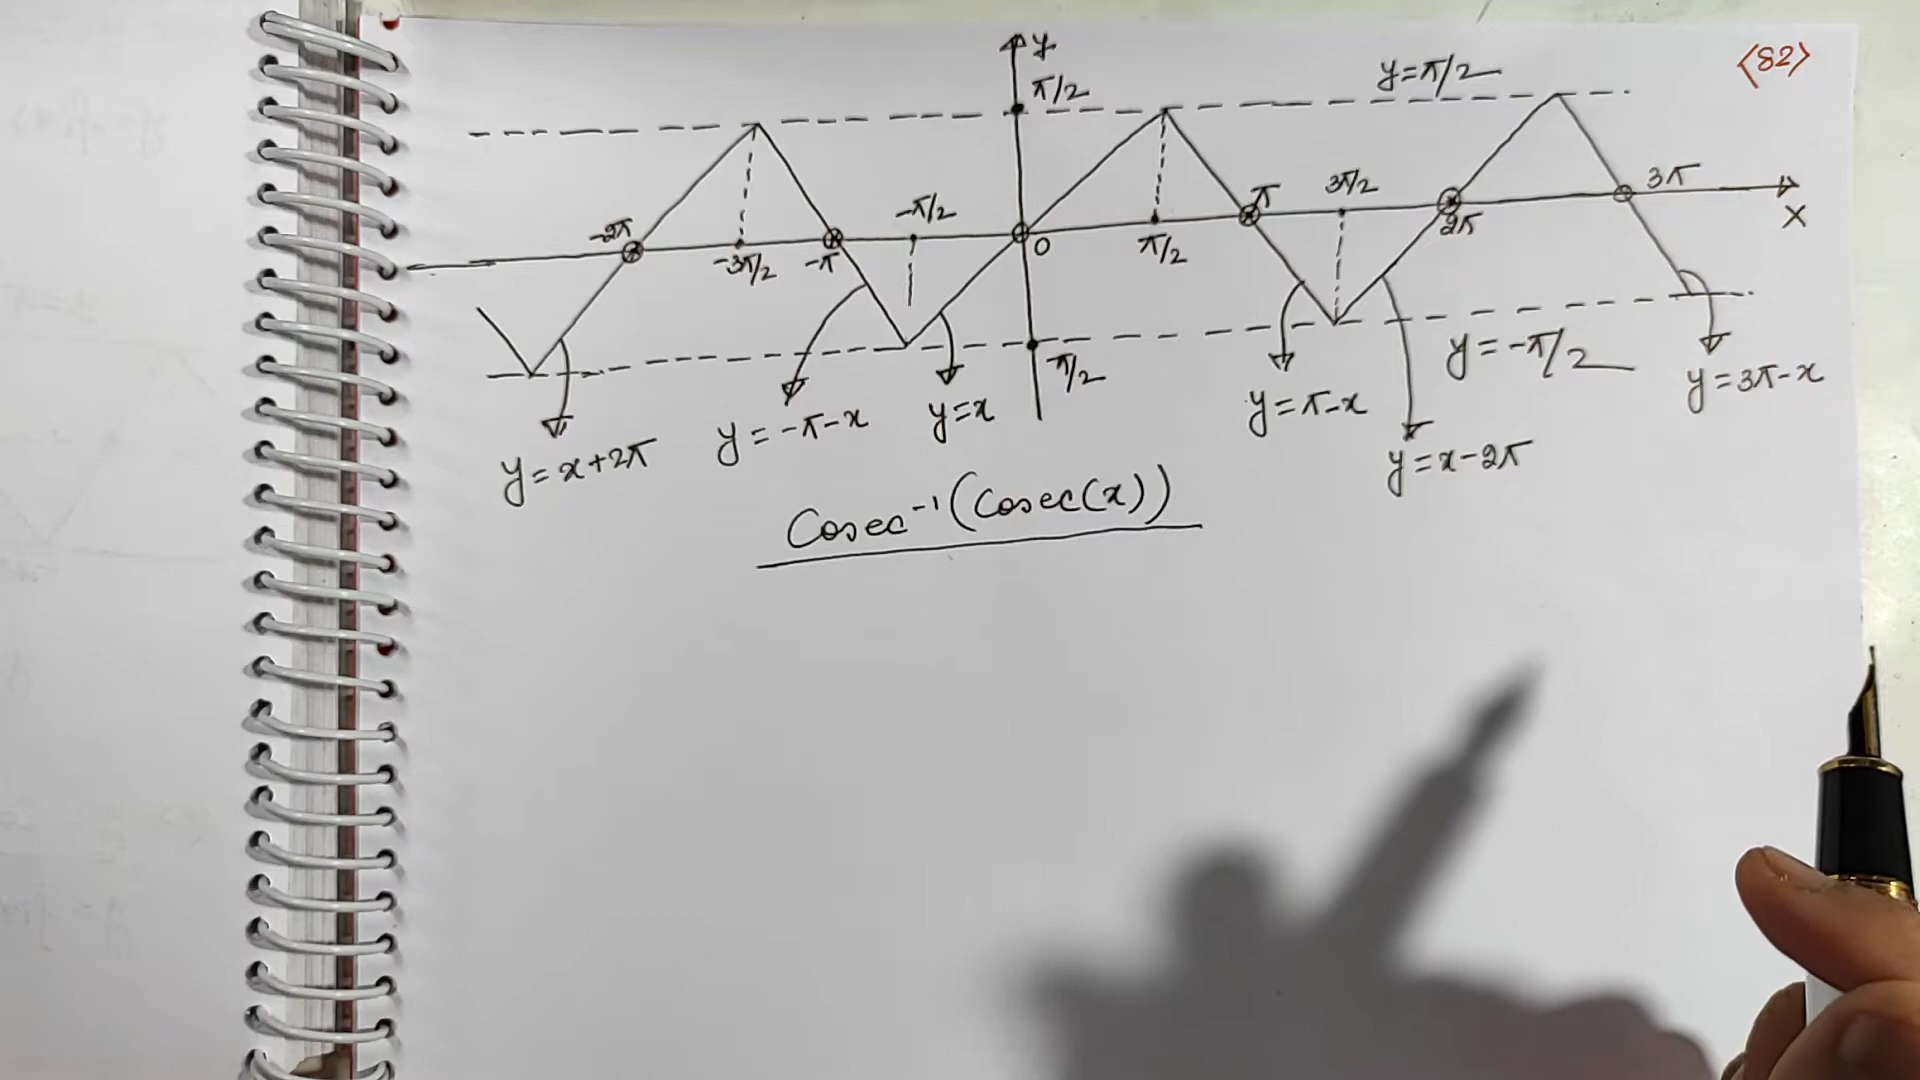 y
<82>
π/2
y=π/2
-2π
-3π/2
-π
-π/2
0
π/2
π
3π/2
2π
3π
X
π/2
y=-π/2
y=x+2π
y=-π-x
y=x
y=π-x
y=x-2π
y=3π-x
Cosec⁻¹(Cosec(x))